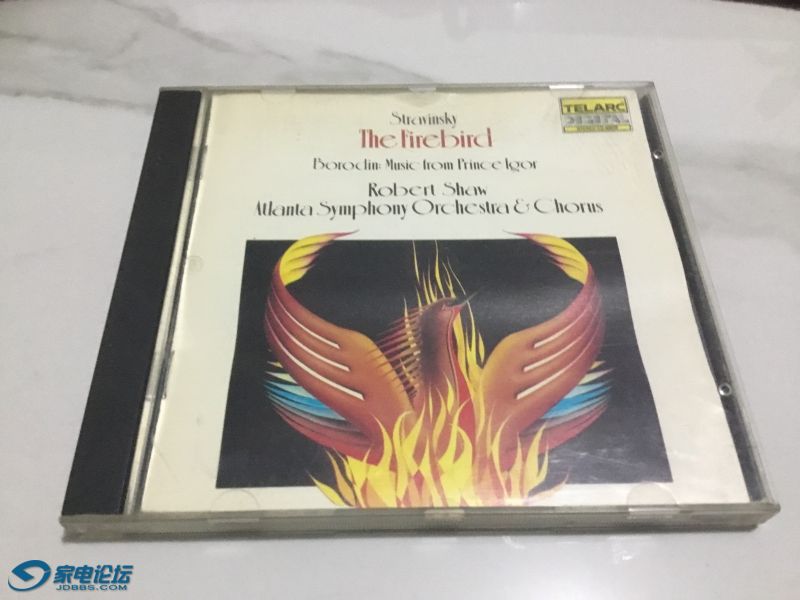 Stravinsky
The Firebird
Borodin: Music from Prince Igor
Robert Shaw
Atlanta Symphony Orchestra & Chorus
TELARC
DIGITAL
家电论坛
JDBBS.COM